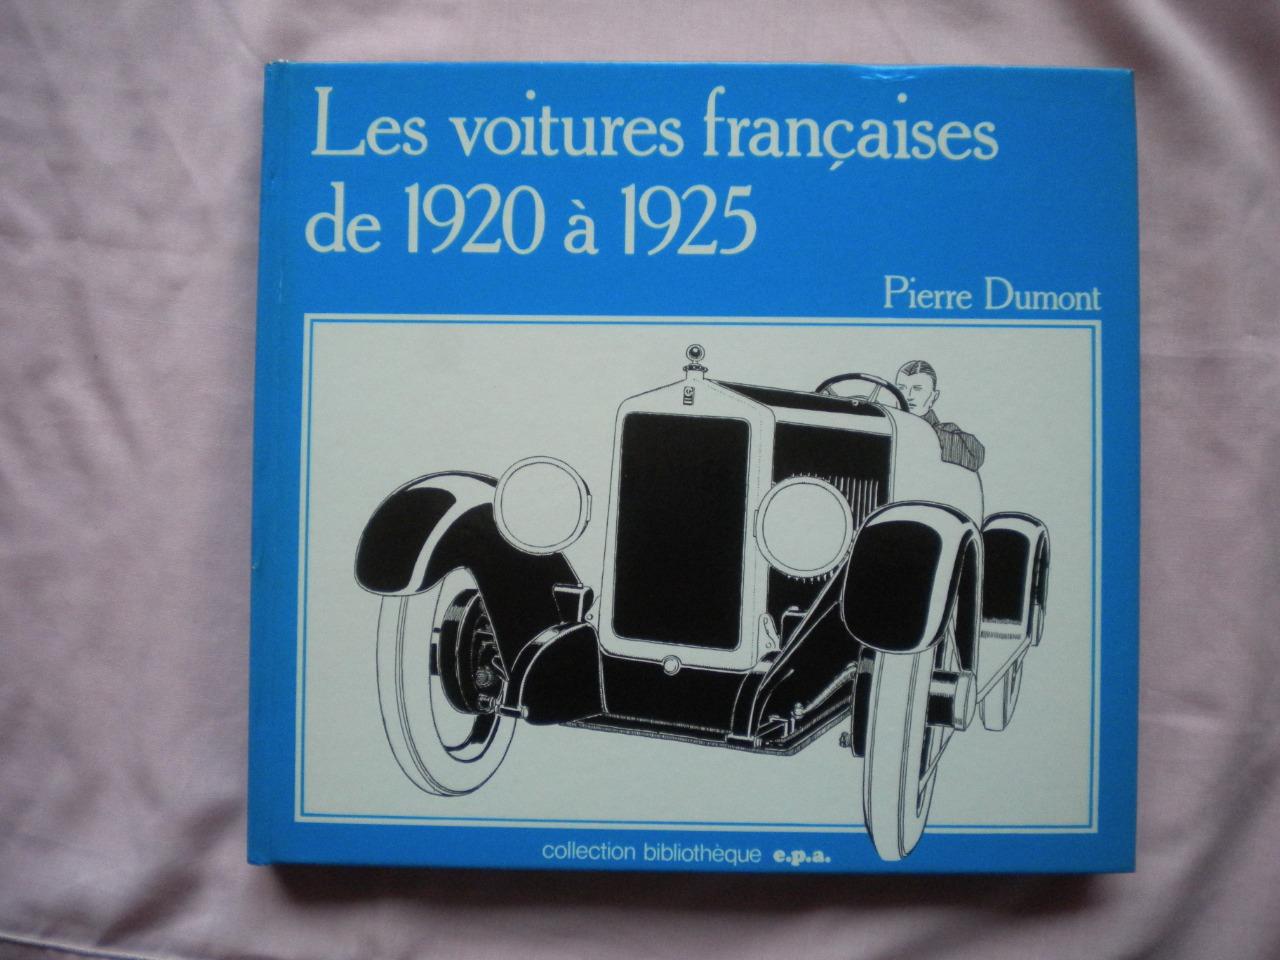 Les voitures françaises
de 1920 à 1925
Pierre Dumont
collection bibliothèque e.p.a.